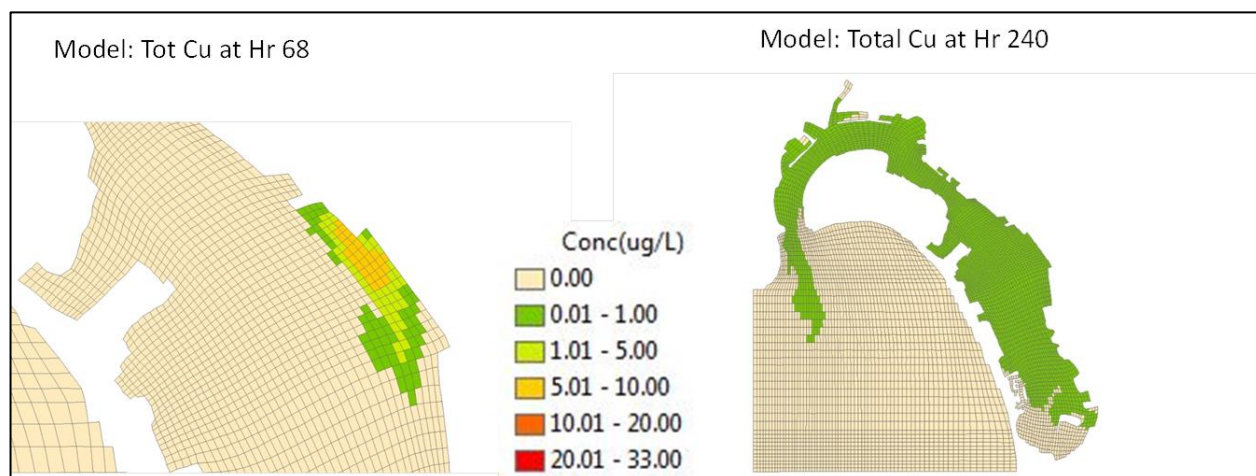 Model: Tot Cu at Hr 68
Model: Total Cu at Hr 240
Conc(ug/L)
0.00
0.01 - 1.00
1.01 - 5.00
5.01 - 10.00
10.01 - 20.00
20.01 - 33.00